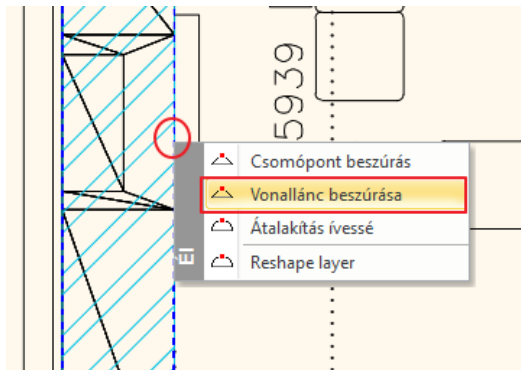 5939
Csomópont beszúrás
Vonallánc beszúrása
Átalakítás ívessé
Reshape layer
Él